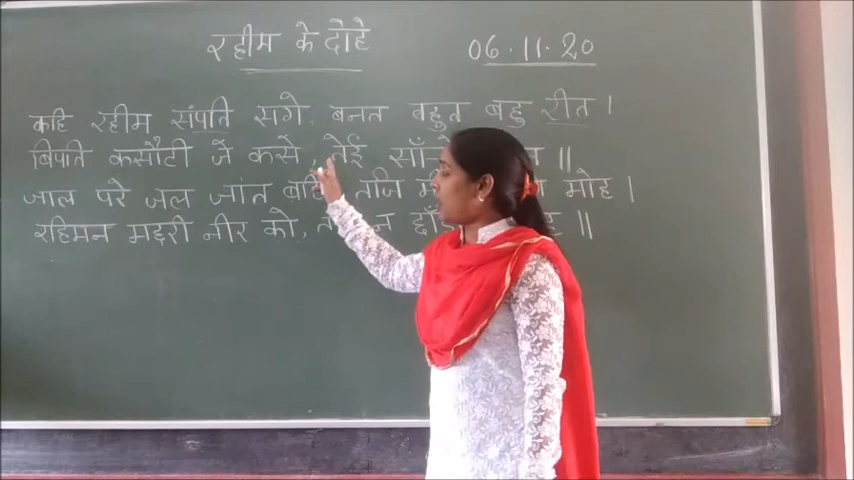 रहीम के दोहे 06.11.20
कहि रहीम संपति सगे, बनत बहुत बहु रीत।
बिपति कसौटी जे कसे,
जाल परे जल जांत तजि मोह।
रहिमन मछरी नीर को, न